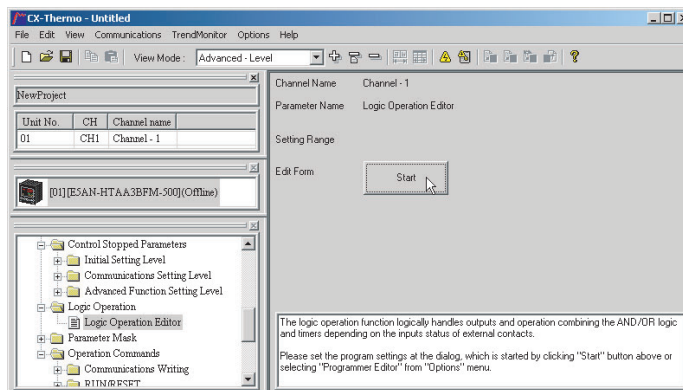 CX-Thermo - Untitled
File Edit View Communications TrendMonitor Options Help
View Mode : Advanced - Level
NewProject
Unit No. CH Channel name
01 CH1 Channel - 1
[01][E5AN-HTAA3BFM-500](Offline)
Control Stopped Parameters
Initial Setting Level
Communications Setting Level
Advanced Function Setting Level
Logic Operation
Logic Operation Editor
Parameter Mask
Operation Commands
Communications Writing
RUN/RESET
Channel Name Channel - 1
Parameter Name Logic Operation Editor
Setting Range
Edit Form Start
The logic operation function logically handles outputs and operation combining the AND/OR logic
and timers depending on the inputs status of external contacts.
Please set the program settings at the dialog, which is started by clicking "Start" button above or
selecting "Programmer Editor" from "Options" menu.